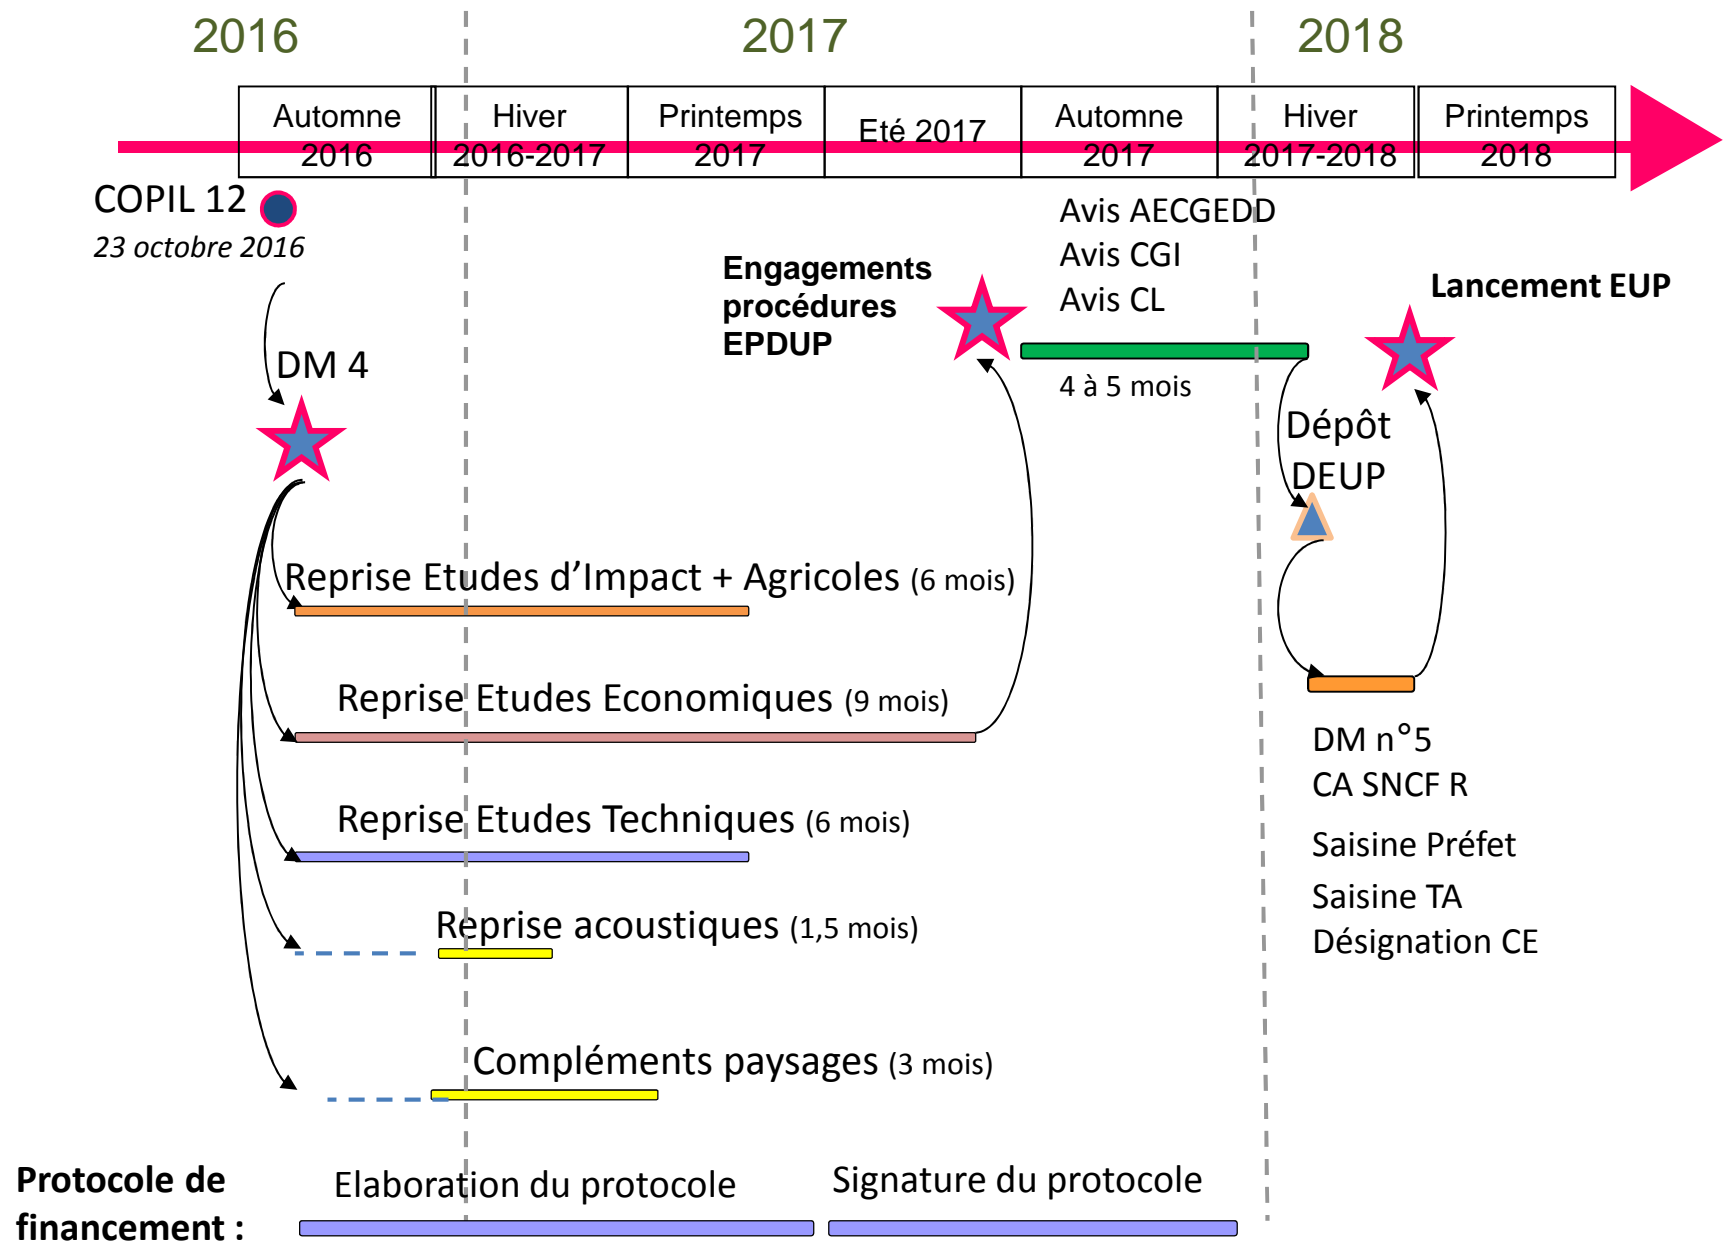 2016
2017
2018
Automne
2016
Hiver
2016-2017
Printemps
2017
Eté 2017
Automne
2017
Hiver
2017-2018
Printemps
2018
COPIL 12
23 octobre 2016
DM 4
Engagements
procédures
EPDUP
Avis AECGEDD
Avis CGI
Avis CL
4 à 5 mois
Lancement EUP
Dépôt
DEUP
Reprise Etudes d’Impact + Agricoles (6 mois)
Reprise Etudes Economiques (9 mois)
Reprise Etudes Techniques (6 mois)
Reprise acoustiques (1,5 mois)
Compléments paysages (3 mois)
DM n°5
CA SNCF R
Saisine Préfet
Saisine TA
Désignation CE
Protocole de
financement :
Elaboration du protocole
Signature du protocole